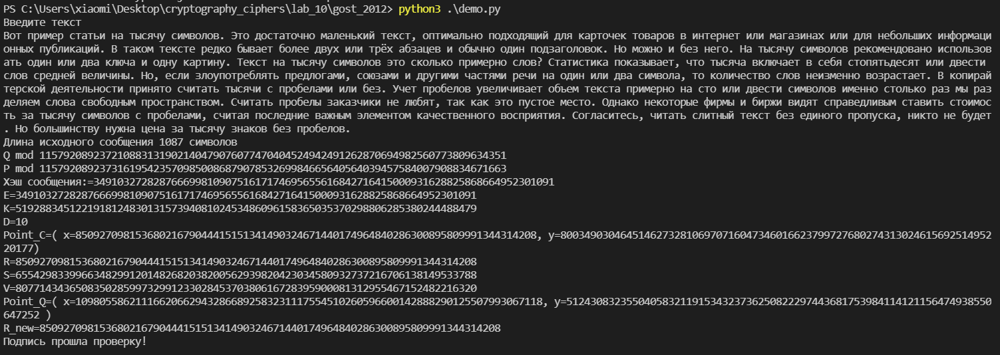 PS C:\Users\xiaomi\Desktop\cryptography_ciphers\lab_10\gost_2012> python3 .\demo.py
Введите текст
Вот пример статьи на тысячу символов. Это достаточно маленький текст, оптимально подходящий для карточек товаров в интернет или магазинах или для небольших информаци
онных публикаций. В таком тексте редко бывает более двух или трёх абзацев и обычно один подзаголовок. Но можно и без него. На тысячу символов рекомендовано использов
ать один или два ключа и одну картину. Текст на тысячу символов это сколько примерно слов? Статистика показывает, что тысяча включает в себя стопятьдесят или двести
слов средней величины. Но, если злоупотреблять предлогами, союзами и другими частями речи на один или два символа, то количество слов неизменно возрастает. В копирай
терской деятельности принято считать тысячи с пробелами или без. Учет пробелов увеличивает объем текста примерно на сто или двести символов именно столько раз мы раз
деляем слова свободным пространством. Считать пробелы заказчики не любят, так как это пустое место. Однако некоторые фирмы и биржи видят справедливым ставить стоимос
ть за тысячу символов с пробелами, считая последние важным элементом качественного восприятия. Согласитесь, читать слитный текст без единого пропуска, никто не будет
. Но большинству нужна цена за тысячу знаков без пробелов.
Длина исходного сообщения 1087 символов
Q mod 115792089237210883131902140479076077470404524942491262870694982560773809634351
P mod 115792089237316195423570985008687907853269984665640564039457584007908834671663
Хэш сообщения:=34910327282876669981090751617174695655616842716415000931628825868664952301091
E=34910327282876669981090751617174695655616842716415000931628825868664952301091
K=51928834512219181248301315739408102453486096158365035370298806285380244488479
D=10
Point_C=( x=85092709815368021679044415151341490324671440174964840286300895809991344314208, y=800349030464514627328106970716047346016623799727680274313024615692514952
20177)
R=85092709815368021679044415151341490324671440174964840286300895809991344314208
S=65542983399663482991201482682038200562939820423034580932737216706138149533788
V=80771434365083502859973299123302845370380616728395900081312955467152482216320
Point_Q=( x=109805586211166206629432866892583231117554510260596600142888290125507993067118, y=51243083235504058321191534323736250822297443681753984114121156474938550
647252 )
R_new=85092709815368021679044415151341490324671440174964840286300895809991344314208
Подпись прошла проверку!